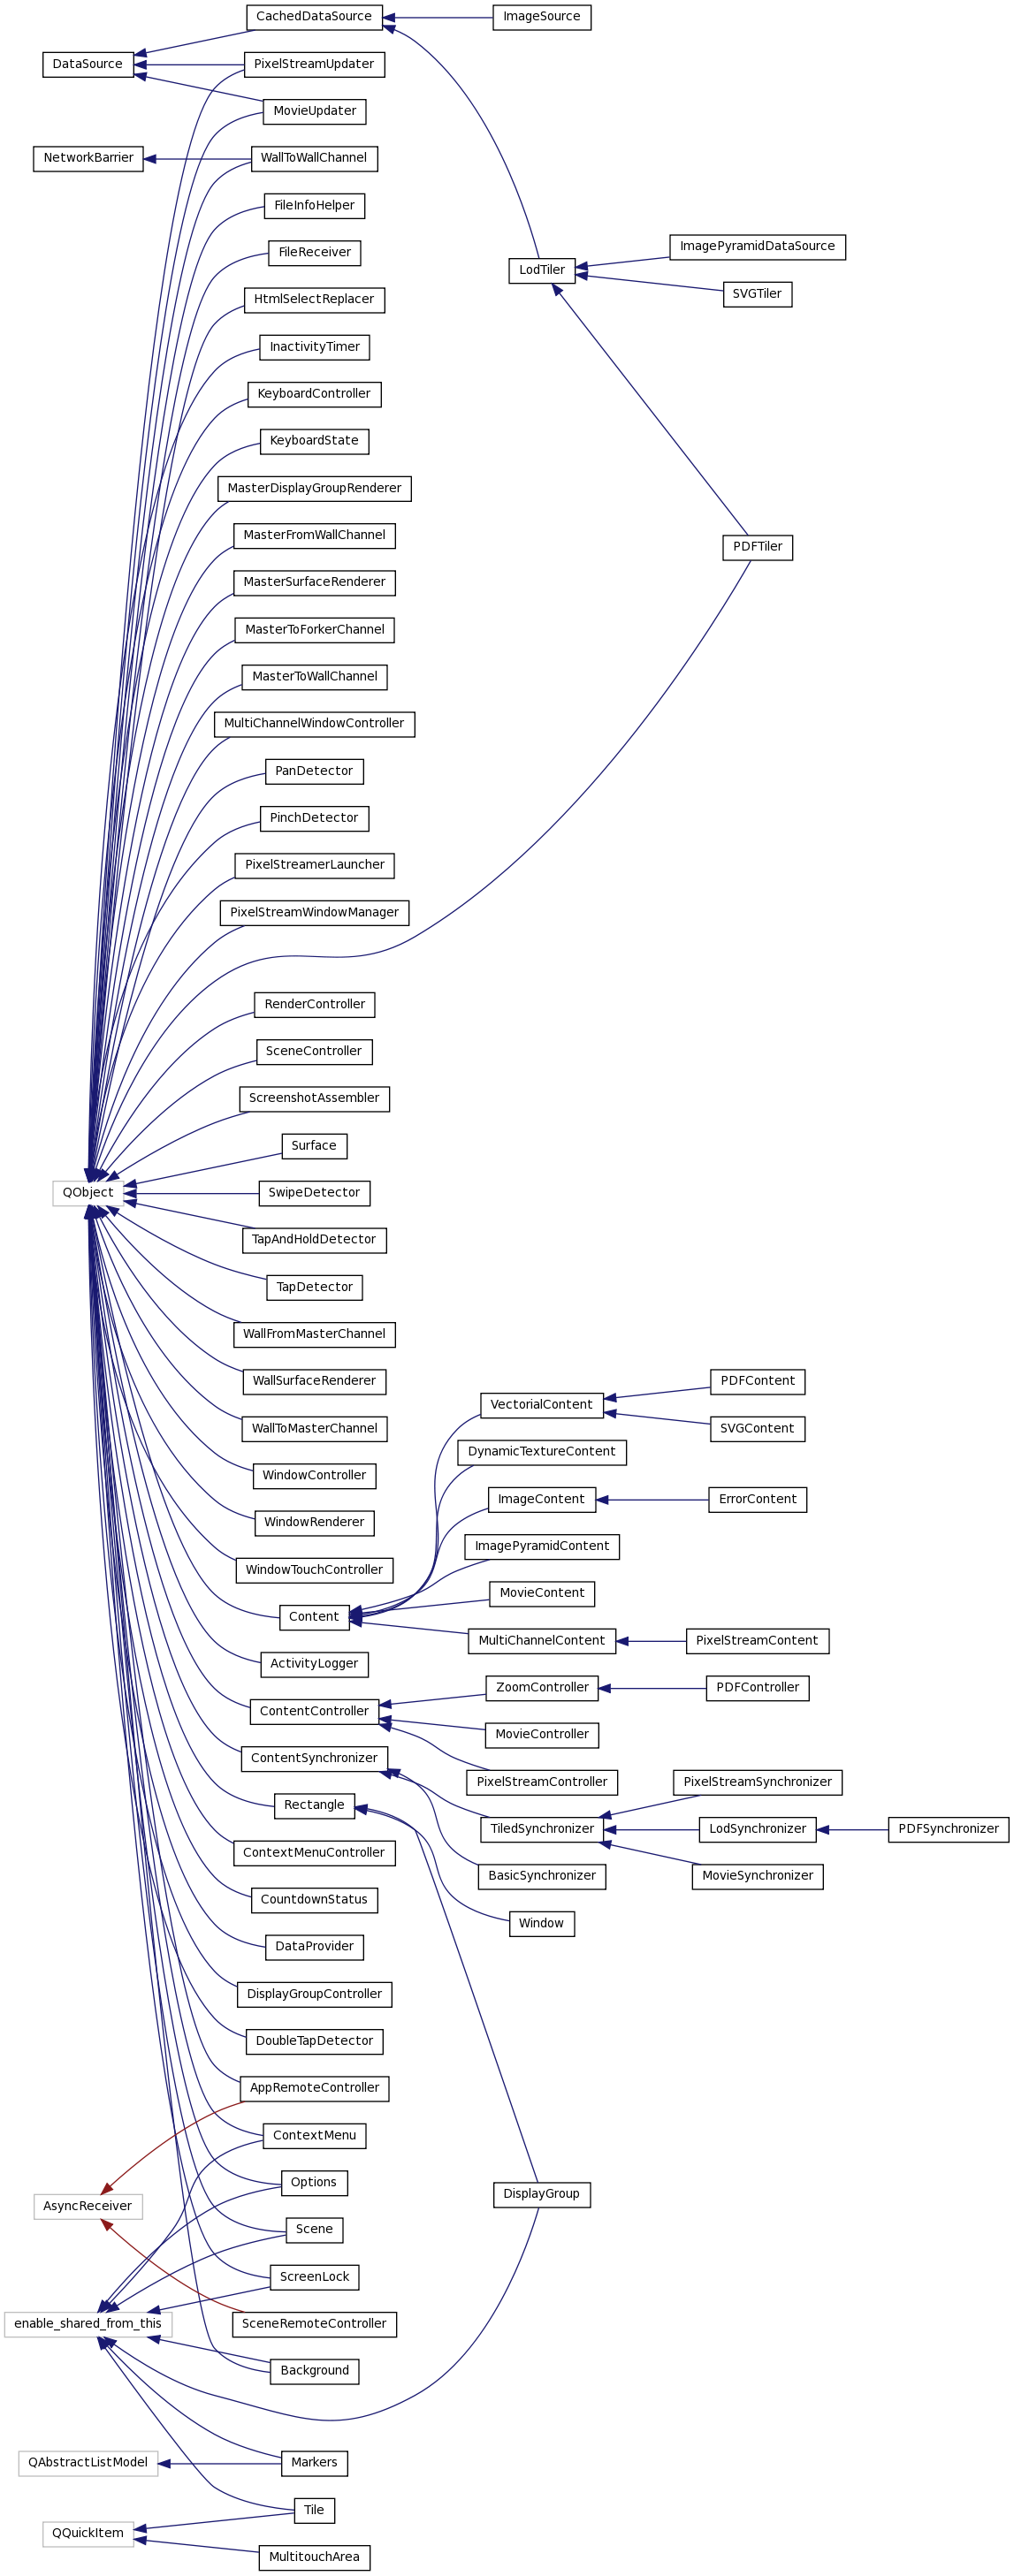 CachedDataSource
ImageSource
DataSource
PixelStreamUpdater
MovieUpdater
NetworkBarrier
WallToWallChannel
FileInfoHelper
ImagePyramidDataSource
FileReceiver
LodTiler
SVGTiler
HtmlSelectReplacer
InactivityTimer
KeyboardController
KeyboardState
MasterDisplayGroupRenderer
MasterFromWallChannel
PDFTiler
MasterSurfaceRenderer
MasterToForkerChannel
MasterToWallChannel
MultiChannelWindowController
PanDetector
PinchDetector
PixelStreamerLauncher
PixelStreamWindowManager
RenderController
SceneController
ScreenshotAssembler
Surface
QObject
SwipeDetector
TapAndHoldDetector
TapDetector
WallFromMasterChannel
WallSurfaceRenderer
PDFContent
VectorialContent
WallToMasterChannel
SVGContent
DynamicTextureContent
WindowController
ImageContent
ErrorContent
WindowRenderer
ImagePyramidContent
WindowTouchController
MovieContent
Content
MultiChannelContent
PixelStreamContent
ActivityLogger
ZoomController
PDFController
ContentController
MovieController
ContentSynchronizer
PixelStreamController
PixelStreamSynchronizer
Rectangle
TiledSynchronizer
LodSynchronizer
PDFSynchronizer
ContextMenuController
BasicSynchronizer
MovieSynchronizer
CountdownStatus
Window
DataProvider
DisplayGroupController
DoubleTapDetector
AppRemoteController
ContextMenu
Options
DisplayGroup
AsyncReceiver
Scene
ScreenLock
enable_shared_from_this
SceneRemoteController
Background
QAbstractListModel
Markers
Tile
QQuickItem
MultitouchArea